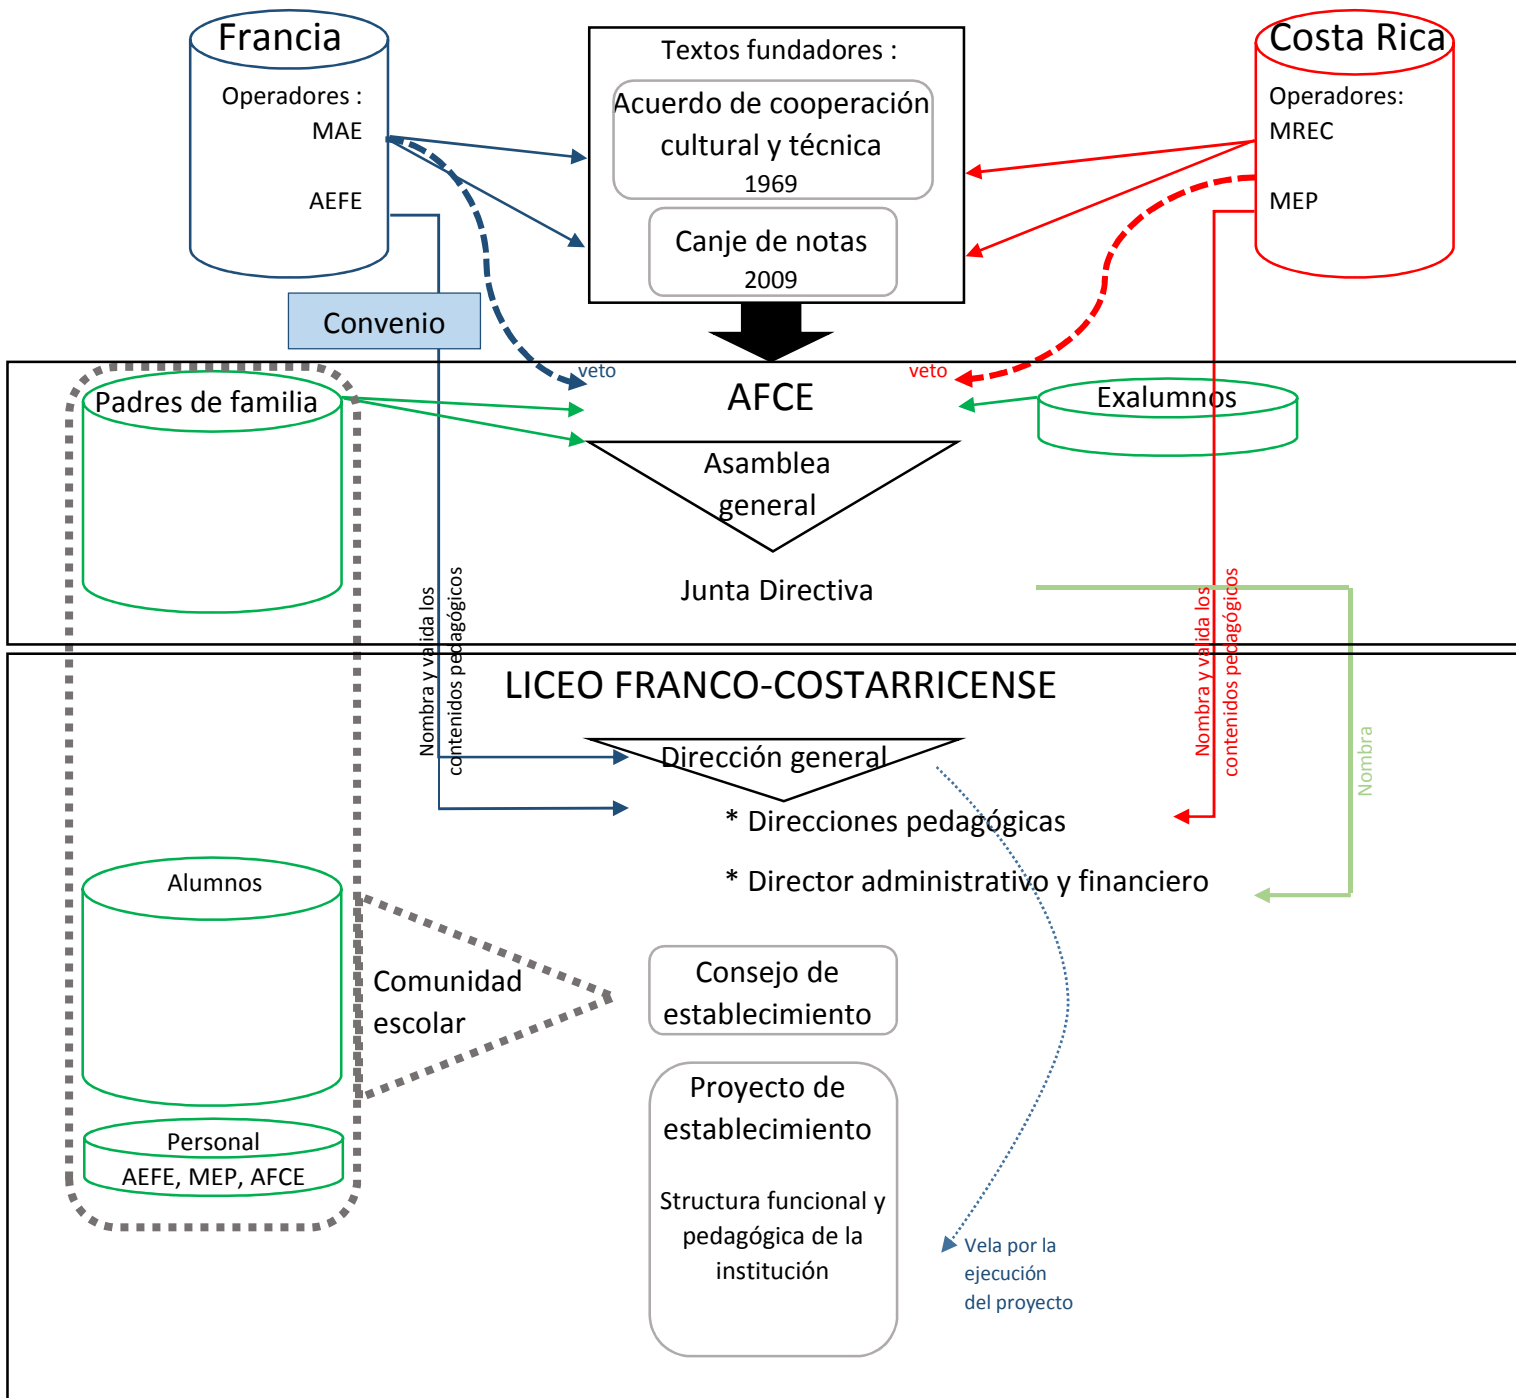 Francia
Operadores :
MAE
AEFE
Textos fundadores :
Acuerdo de cooperación
cultural y técnica
1969
Canje de notas
2009
Costa Rica
Operadores:
MREC
MEP
Convenio
veto
veto
AFCE
Padres de familia
Exalumnos
Asamblea
general
Junta Directiva
Nombra y valida los
contenidos pedagógicos
Nombra y valida los
contenidos pedagógicos
Nombra
LICEO FRANCO-COSTARRICENSE
Dirección general
* Direcciones pedagógicas
* Director administrativo y financiero
Alumnos
Comunidad
escolar
Consejo de
establecimiento
Personal
AEFE, MEP, AFCE
Proyecto de
establecimiento
Structura funcional y
pedagógica de la
institución
Vela por la
ejecución
del proyecto